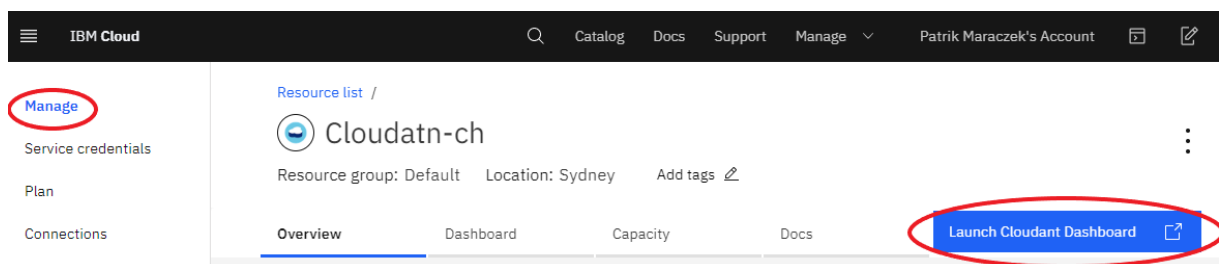 IBM Cloud Catalog Docs Support Manage Patrik Maraczek's Account
Manage
Service credentials
Plan
Connections
Resource list /
Cloudatn-ch
Resource group: Default Location: Sydney Add tags
Overview Dashboard Capacity Docs Launch Cloudant Dashboard